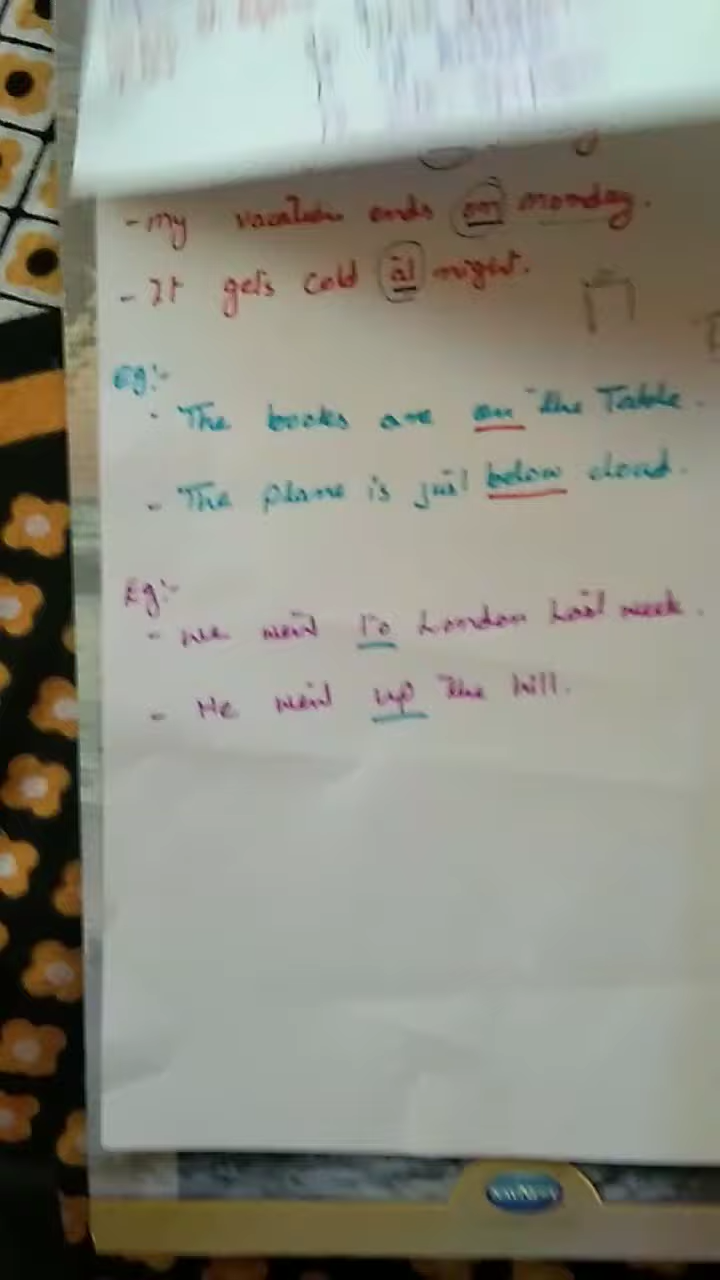 - My vacation ends on monday.
- It gets cold at night.
Eg:-
- The books are on the Table.
- The plane is just below cloud.
Eg:-
- We went to London Last week.
- He went up the hill.